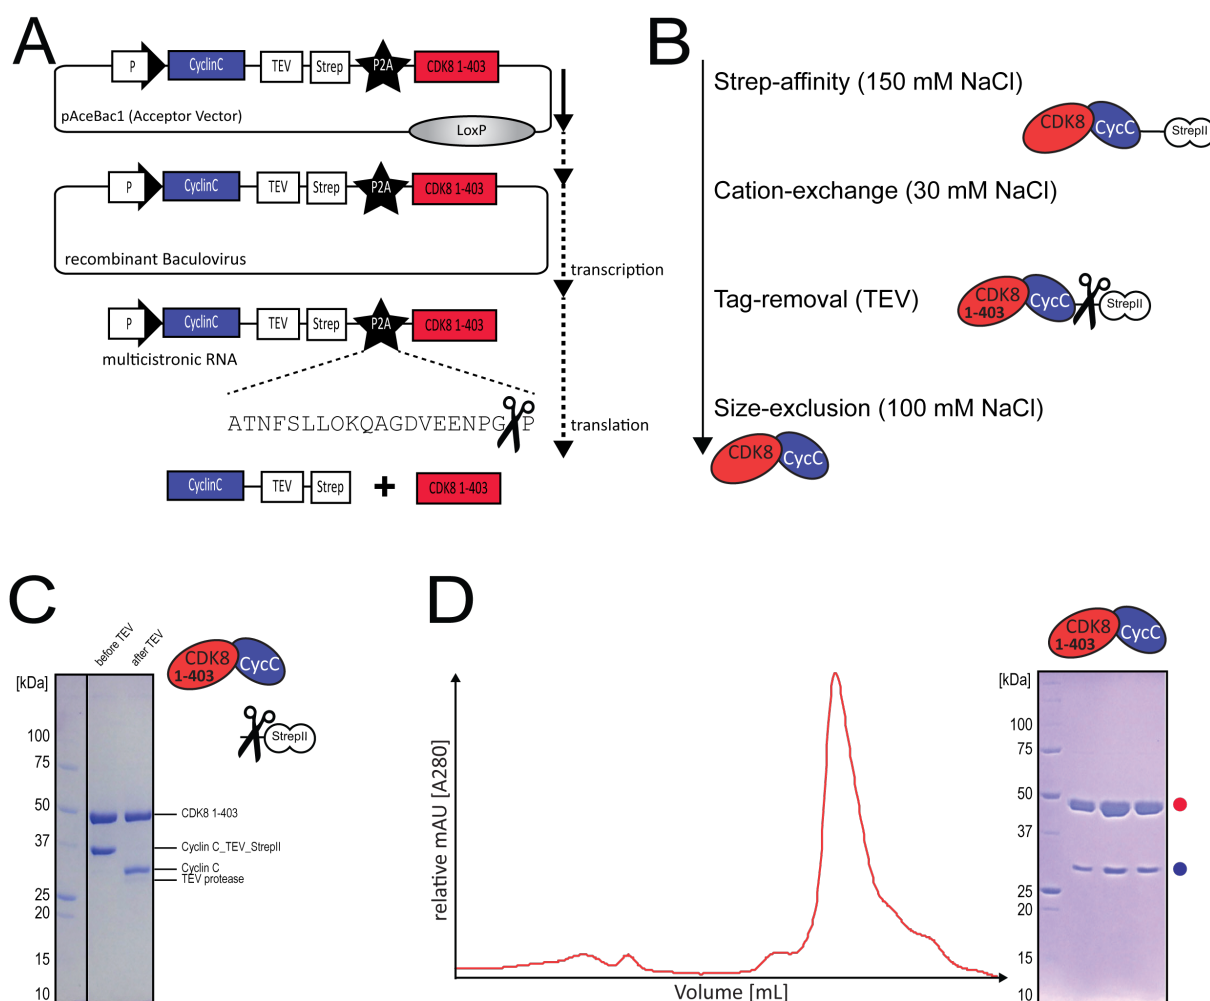 A
P
CyclinC
TEV
Strep
P2A
CDK8 1-403
pAceBac1 (Acceptor Vector)
LoxP
P
CyclinC
TEV
Strep
P2A
CDK8 1-403
recombinant Baculovirus
transcription
P
CyclinC
TEV
Strep
P2A
CDK8 1-403
multicistronic RNA
ATNFSLLOKQAGDVEENPG P
translation
CyclinC
TEV
Strep
+
CDK8 1-403
B
Strep-affinity (150 mM NaCl)
CDK8
CycC
StrepII
Cation-exchange (30 mM NaCl)
Tag-removal (TEV)
CDK8
1-403
CycC
StrepII
Size-exclusion (100 mM NaCl)
CDK8
CycC
C
before TEV
after TEV
CDK8
1-403
CycC
StrepII
[kDa]
100
75
50
37
25
20
15
10
CDK8 1-403
Cyclin C_TEV_StrepII
Cyclin C
TEV protease
D
relative mAU [A280]
Volume [mL]
CDK8
1-403
CycC
[kDa]
100
75
50
37
25
20
15
10